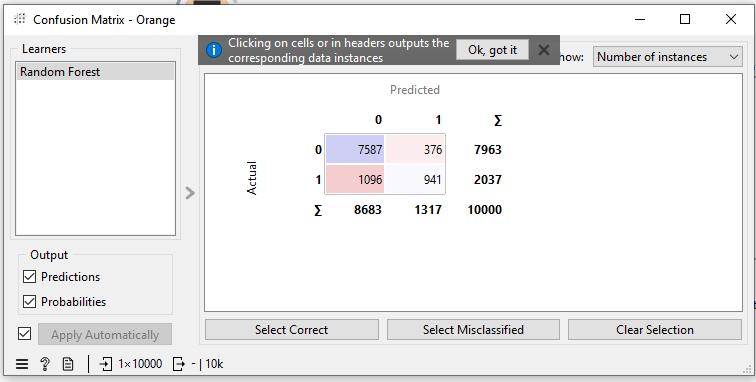 Confusion Matrix - Orange
Learners
Random Forest
Output
Predictions
Probabilities
Apply Automatically
Clicking on cells or in headers outputs the
corresponding data instances
Ok, got it
how: Number of instances
Predicted
0 1 Σ
Actual
0 7587 376 7963
1 1096 941 2037
Σ 8683 1317 10000
Select Correct Select Misclassified Clear Selection
1×10000 - | 10k